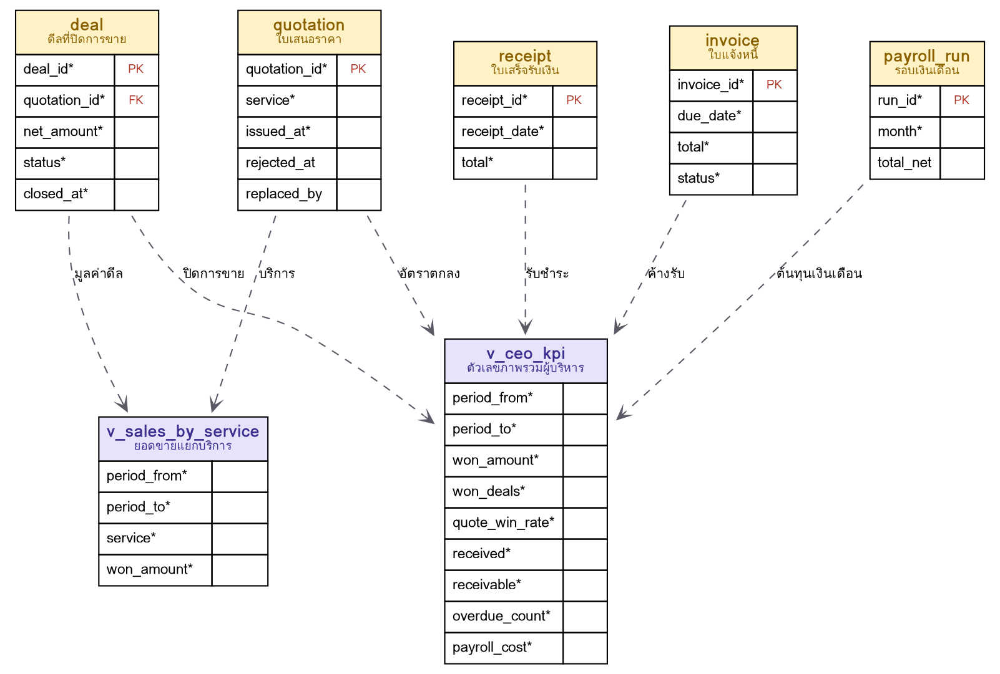 deal
ดีลที่ปิดการขาย
deal_id* PK
quotation_id* FK
net_amount*
status*
closed_at*
quotation
ใบเสนอราคา
quotation_id* PK
service*
issued_at*
rejected_at
replaced_by
receipt
ใบเสร็จรับเงิน
receipt_id* PK
receipt_date*
total*
invoice
ใบแจ้งหนี้
invoice_id* PK
due_date*
total*
status*
payroll_run
รอบเงินเดือน
run_id* PK
month*
total_net
มูลค่าดีล
ปิดการขาย
บริการ
อัตราตกลง
รับชำระ
ค้างรับ
ต้นทุนเงินเดือน
v_sales_by_service
ยอดขายแยกบริการ
period_from*
period_to*
service*
won_amount*
v_ceo_kpi
ตัวเลขภาพรวมผู้บริหาร
period_from*
period_to*
won_amount*
won_deals*
quote_win_rate*
received*
receivable*
overdue_count*
payroll_cost*